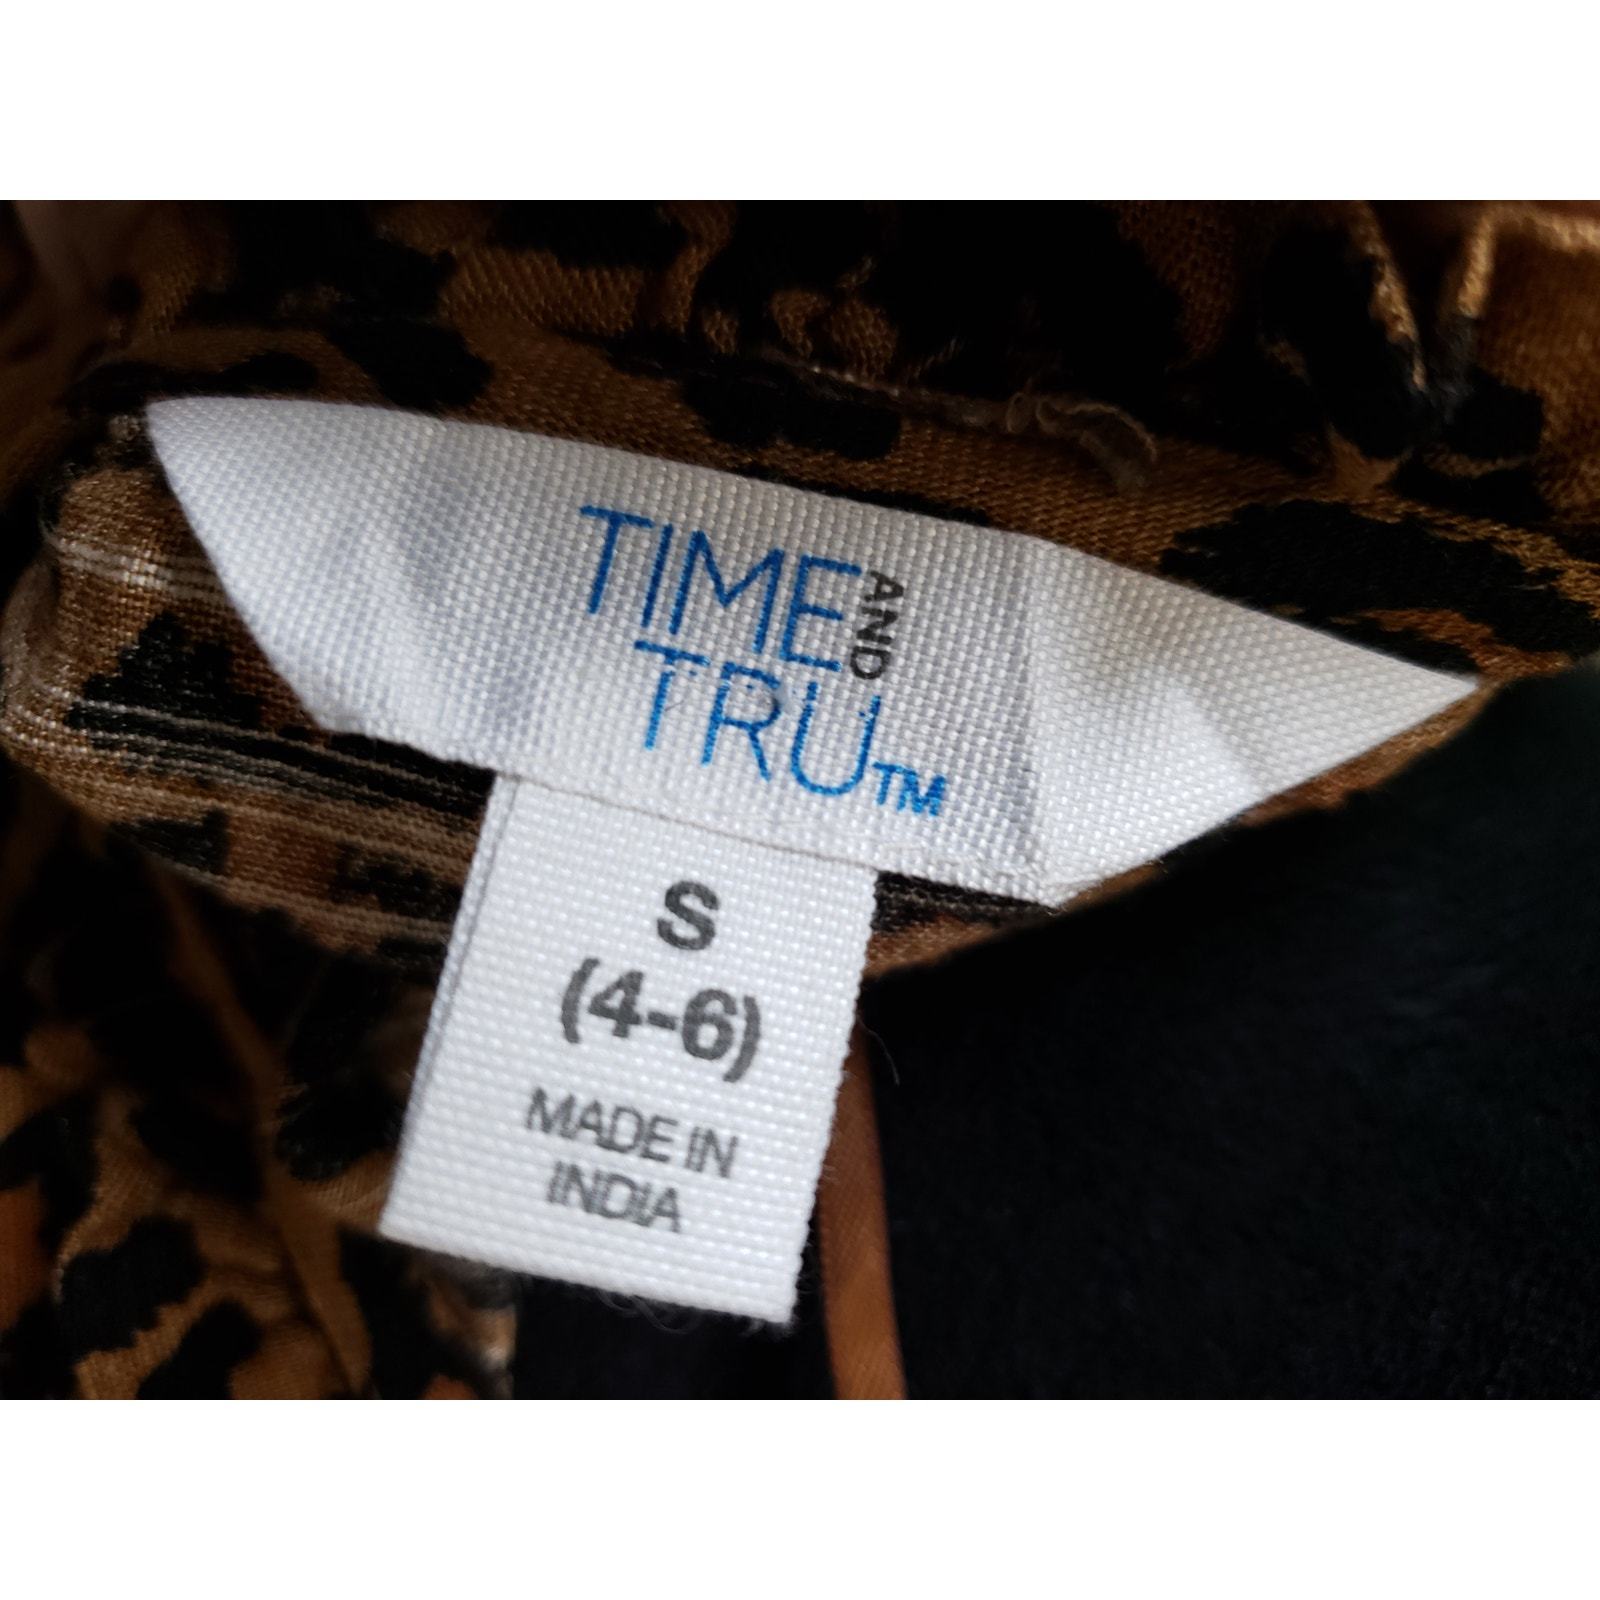 TIME AND
TRU™
S
(4-6)
MADE IN
INDIA